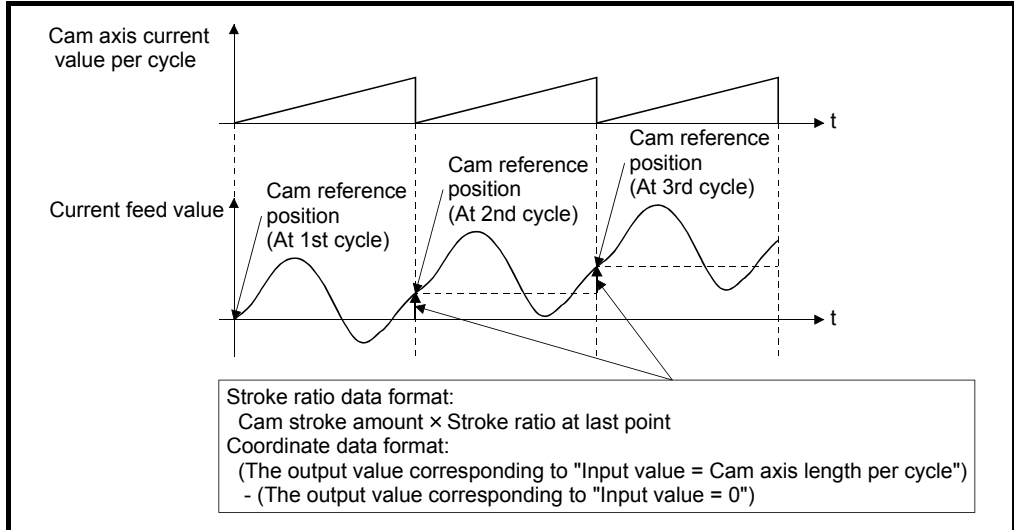 Cam axis current
value per cycle
t
Cam reference
position
(At 3rd cycle)
Cam reference
position
(At 2nd cycle)
Cam reference
position
(At 1st cycle)
Current feed value
t
Stroke ratio data format:
Cam stroke amount × Stroke ratio at last point
Coordinate data format:
(The output value corresponding to "Input value = Cam axis length per cycle")
- (The output value corresponding to "Input value = 0")